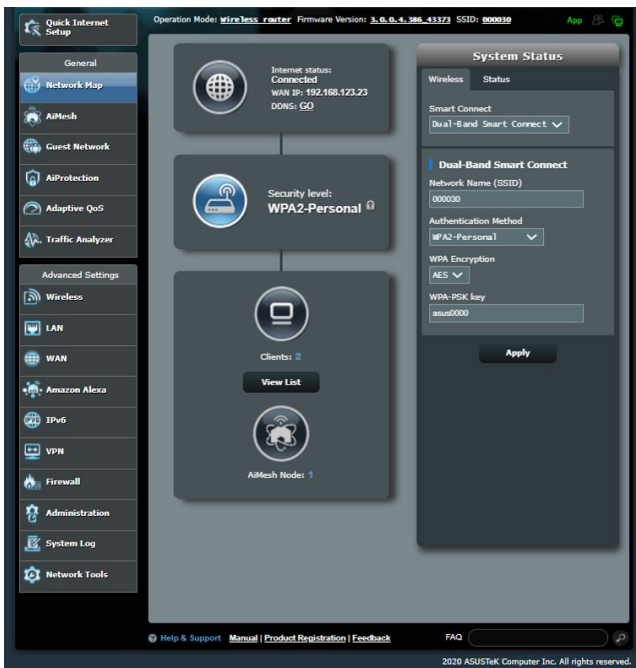 Quick Internet
Setup
Operation Mode: Wireless router Firmware Version: 3.0.0.4.386_43373 SSID: 000030
App
General
Network Map
AiMesh
Guest Network
AiProtection
Adaptive QoS
Traffic Analyzer
Advanced Settings
Wireless
LAN
WAN
Amazon Alexa
IPv6
VPN
Firewall
Administration
System Log
Network Tools
Internet status:
Connected
WAN IP: 192.168.123.23
DDNS: GO
Security level:
WPA2-Personal
Clients: 2
View List
AiMesh Node: 1
System Status
Wireless Status
Smart Connect
Dual-Band Smart Connect
Dual-Band Smart Connect
Network Name (SSID)
000030
Authentication Method
WPA2-Personal
WPA Encryption
AES
WPA-PSK key
asus0000
Apply
Help & Support Manual | Product Registration | Feedback
FAQ
2020 ASUSTeK Computer Inc. All rights reserved.